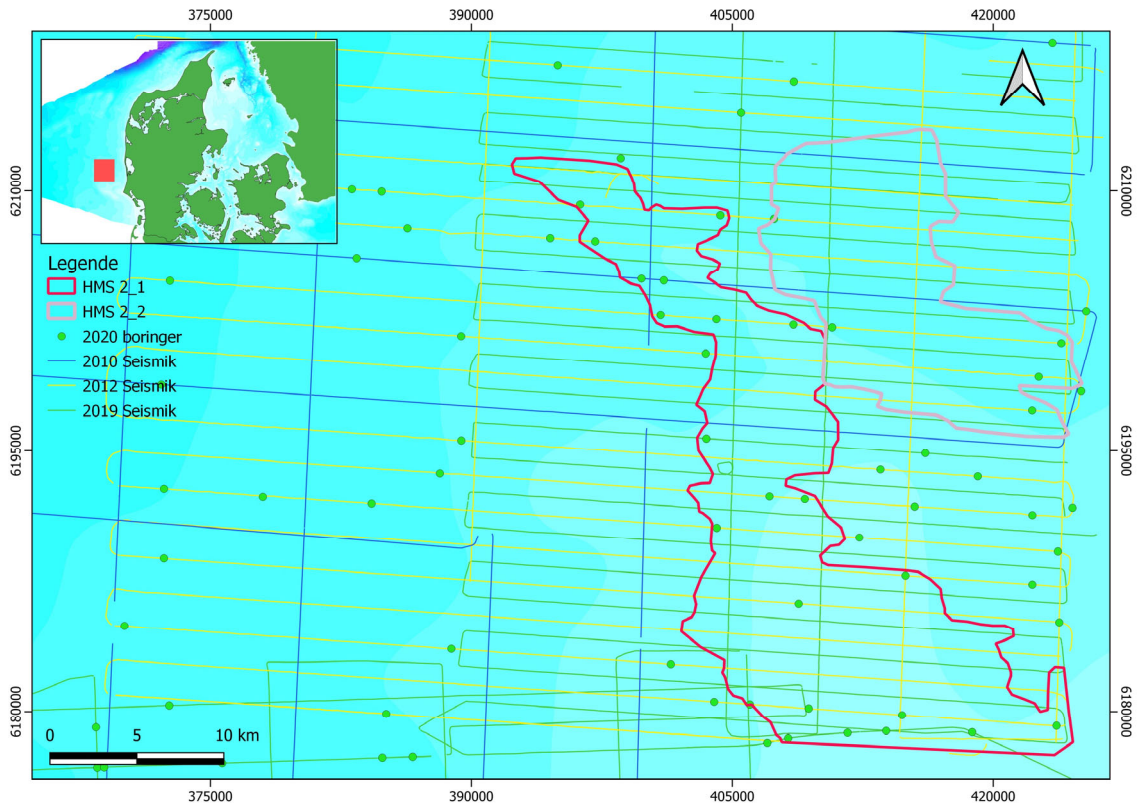 375000 390000 405000 420000
6210000 6210000
Legende
HMS 2_1
HMS 2_2
2020 boringer
2010 Seismik
2012 Seismik
2019 Seismik
6195000 6195000
6180000 6180000
0 5 10 km
375000 390000 405000 420000